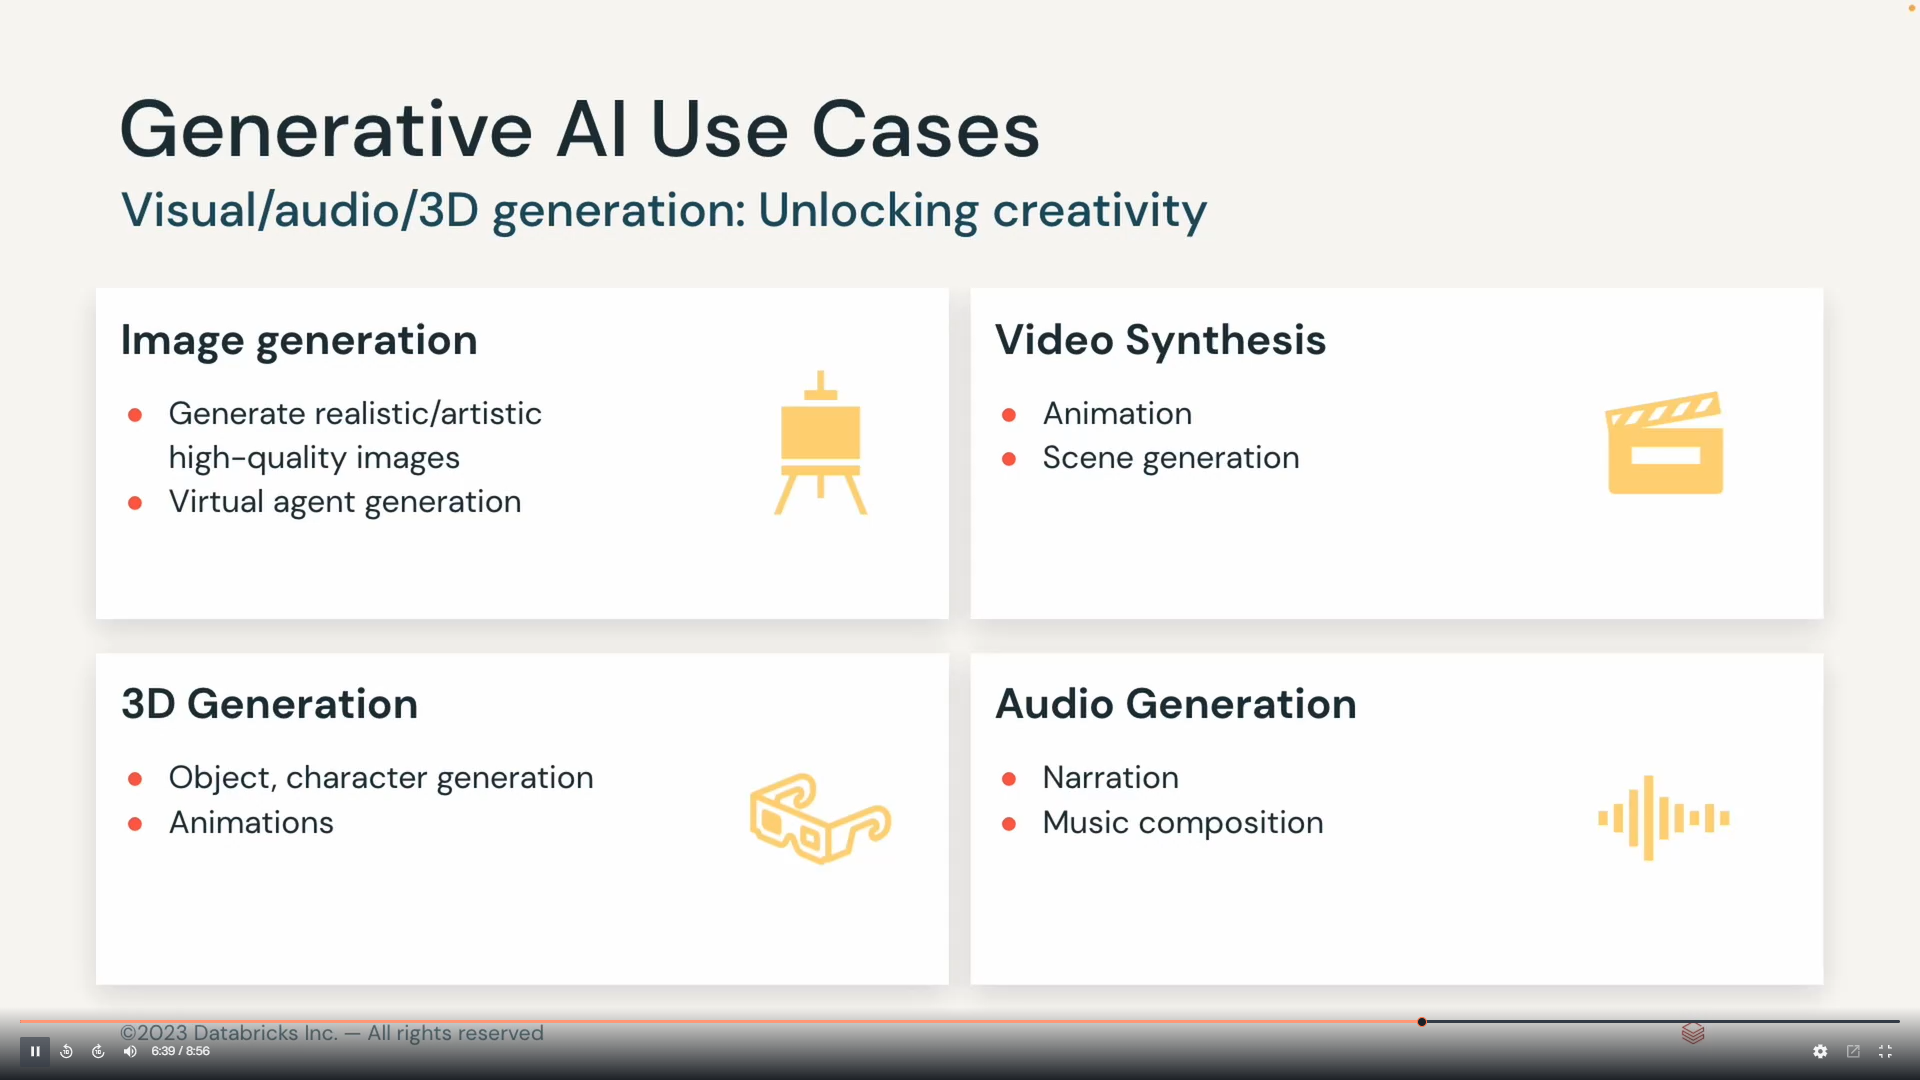 Generative AI Use Cases
Visual/audio/3D generation: Unlocking creativity
Image generation
Generate realistic/artistic
high-quality images
Virtual agent generation
Video Synthesis
Animation
Scene generation
3D Generation
Object, character generation
Animations
Audio Generation
Narration
Music composition
©2023 Databricks Inc. — All rights reserved
6:39 / 8:56